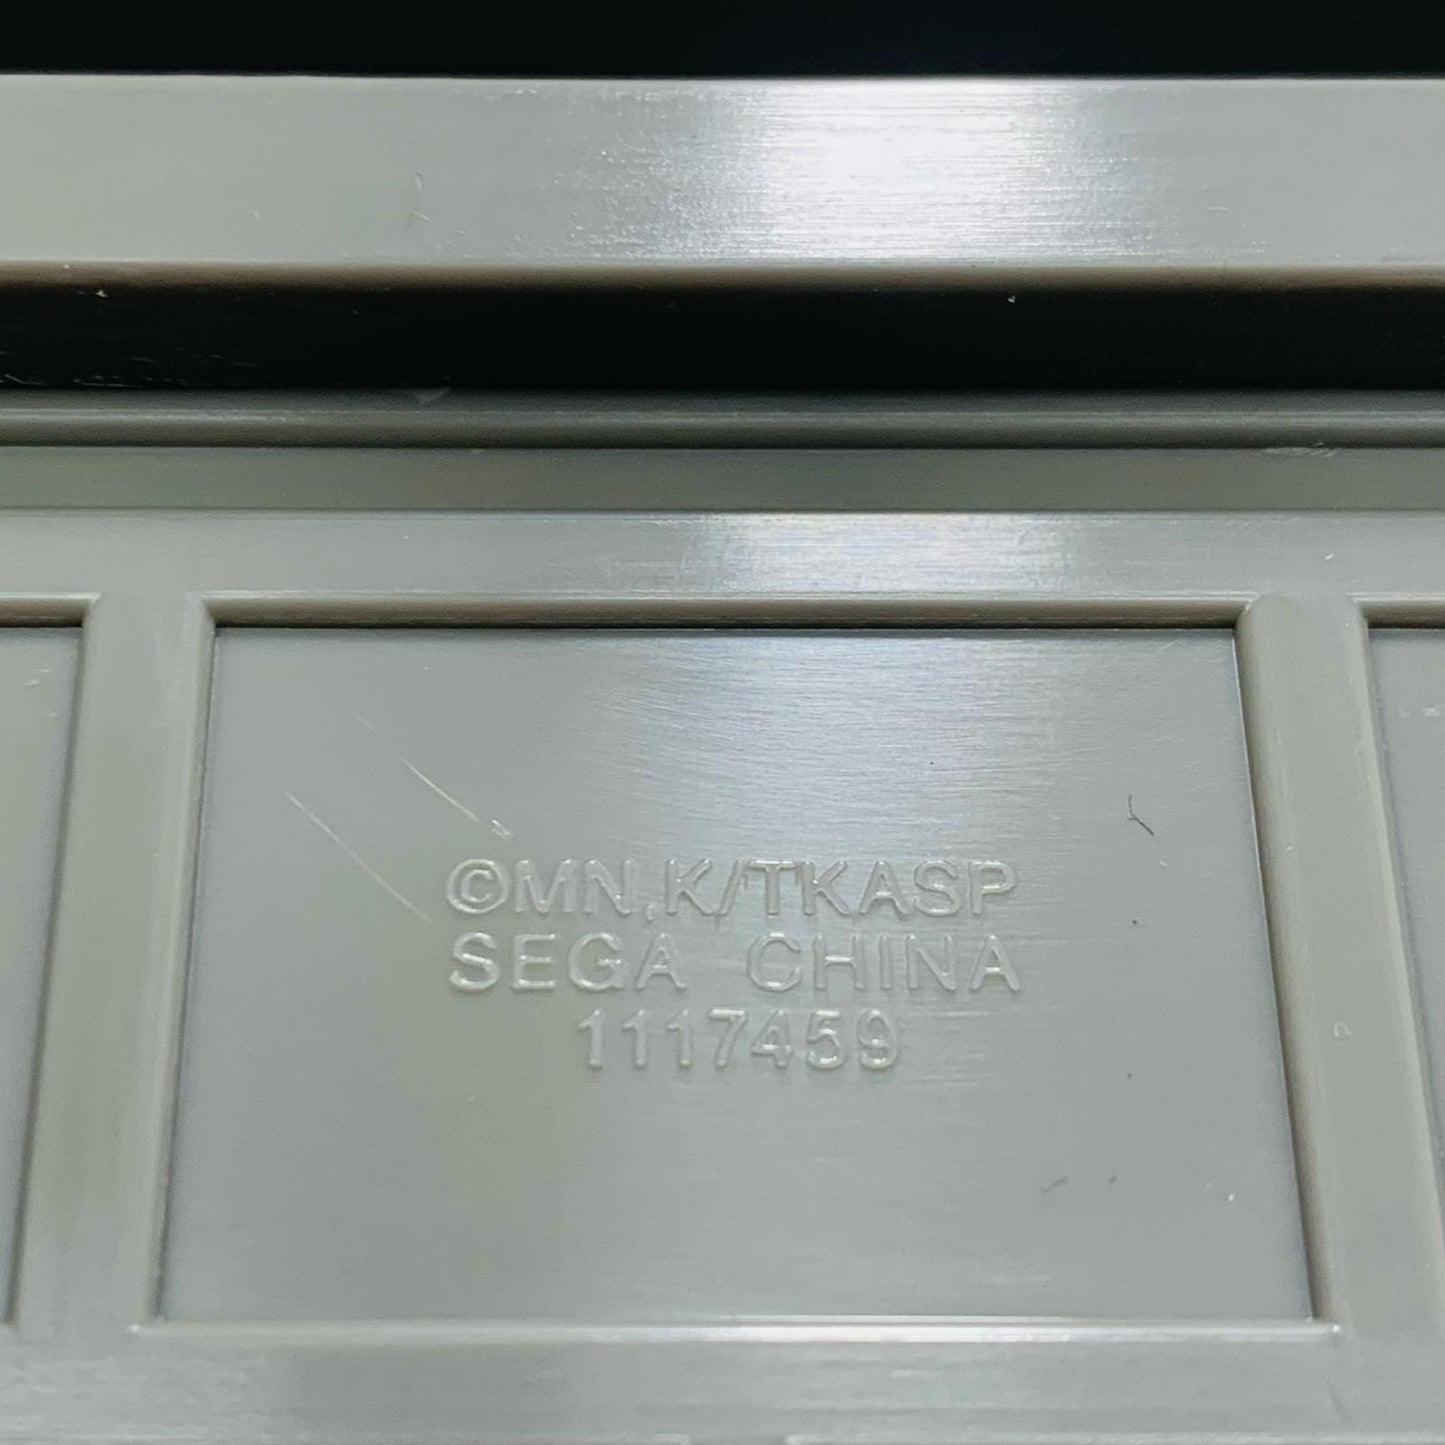 ©MN,K/TKASP
SEGA CHINA
1117459